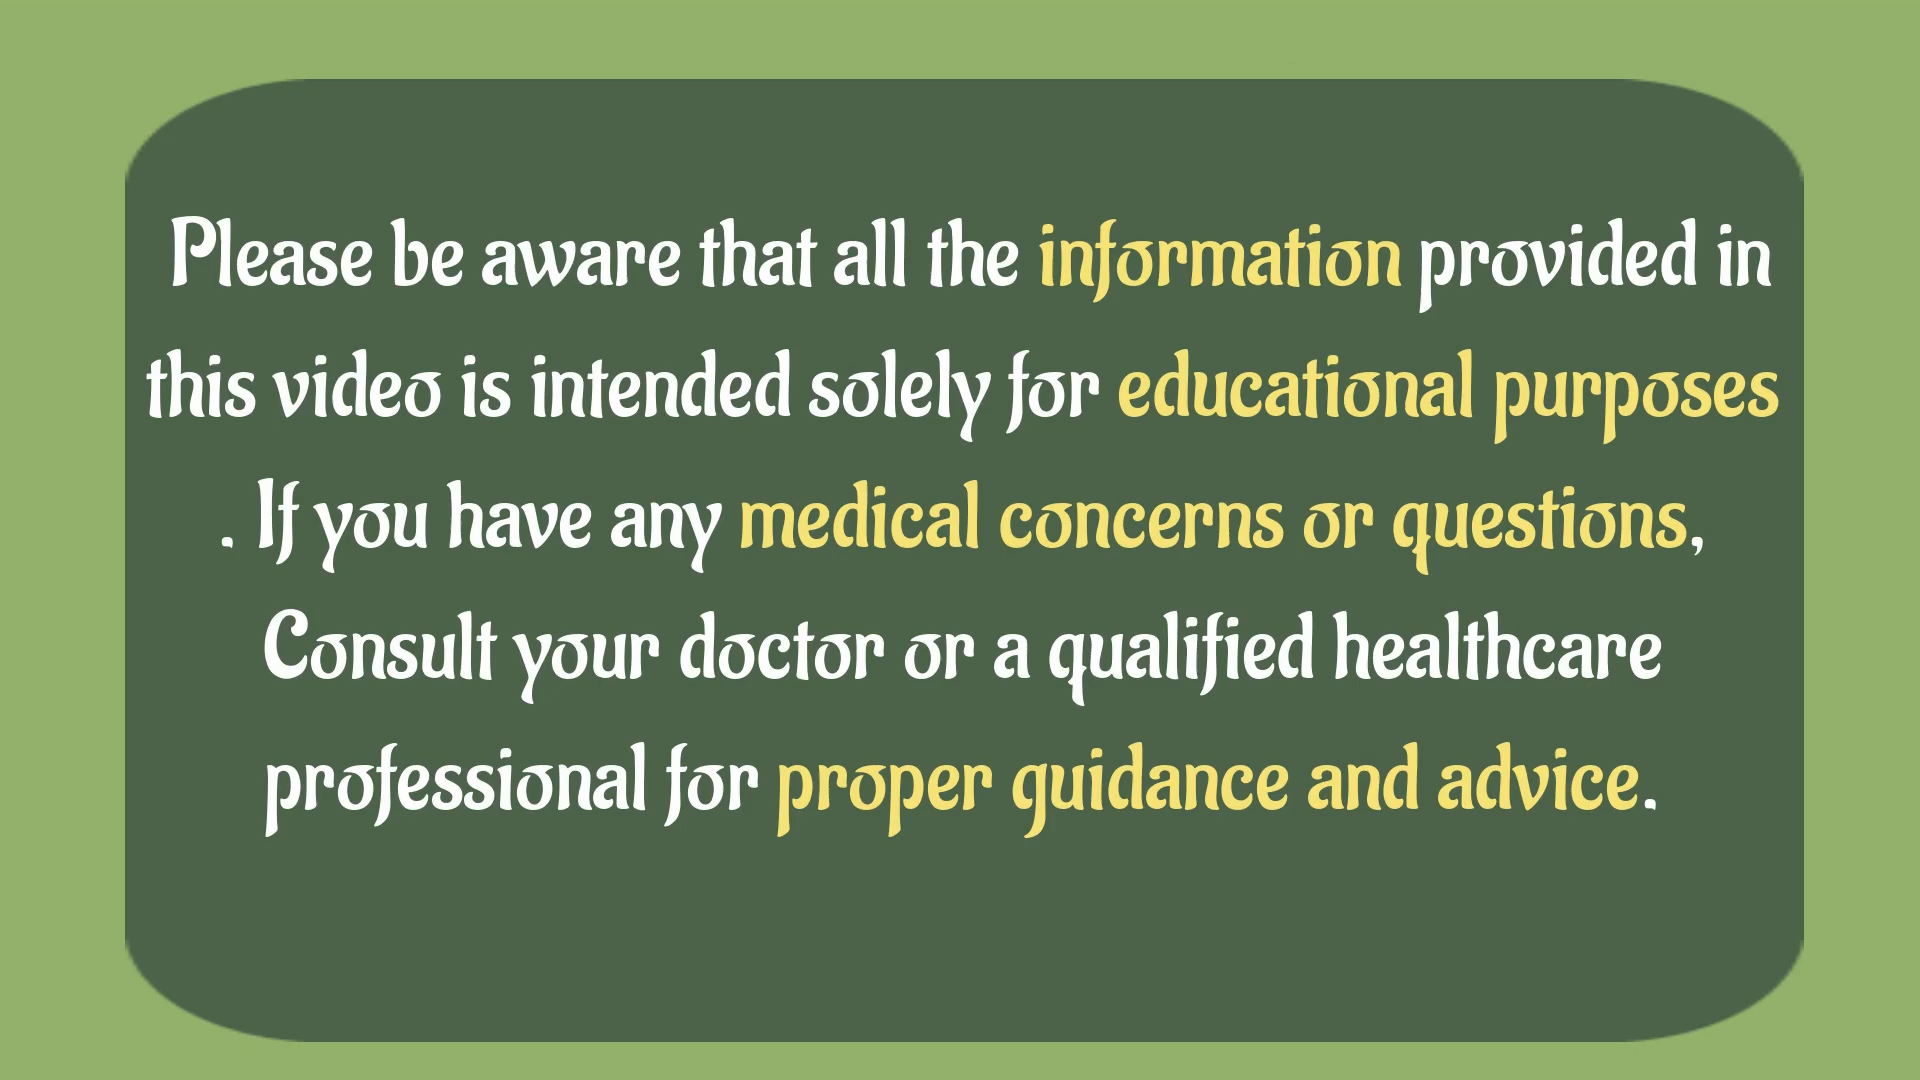 Please be aware that all the information provided in
this video is intended solely for educational purposes
. If you have any medical concerns or questions,
Consult your doctor or a qualified healthcare
professional for proper guidance and advice.